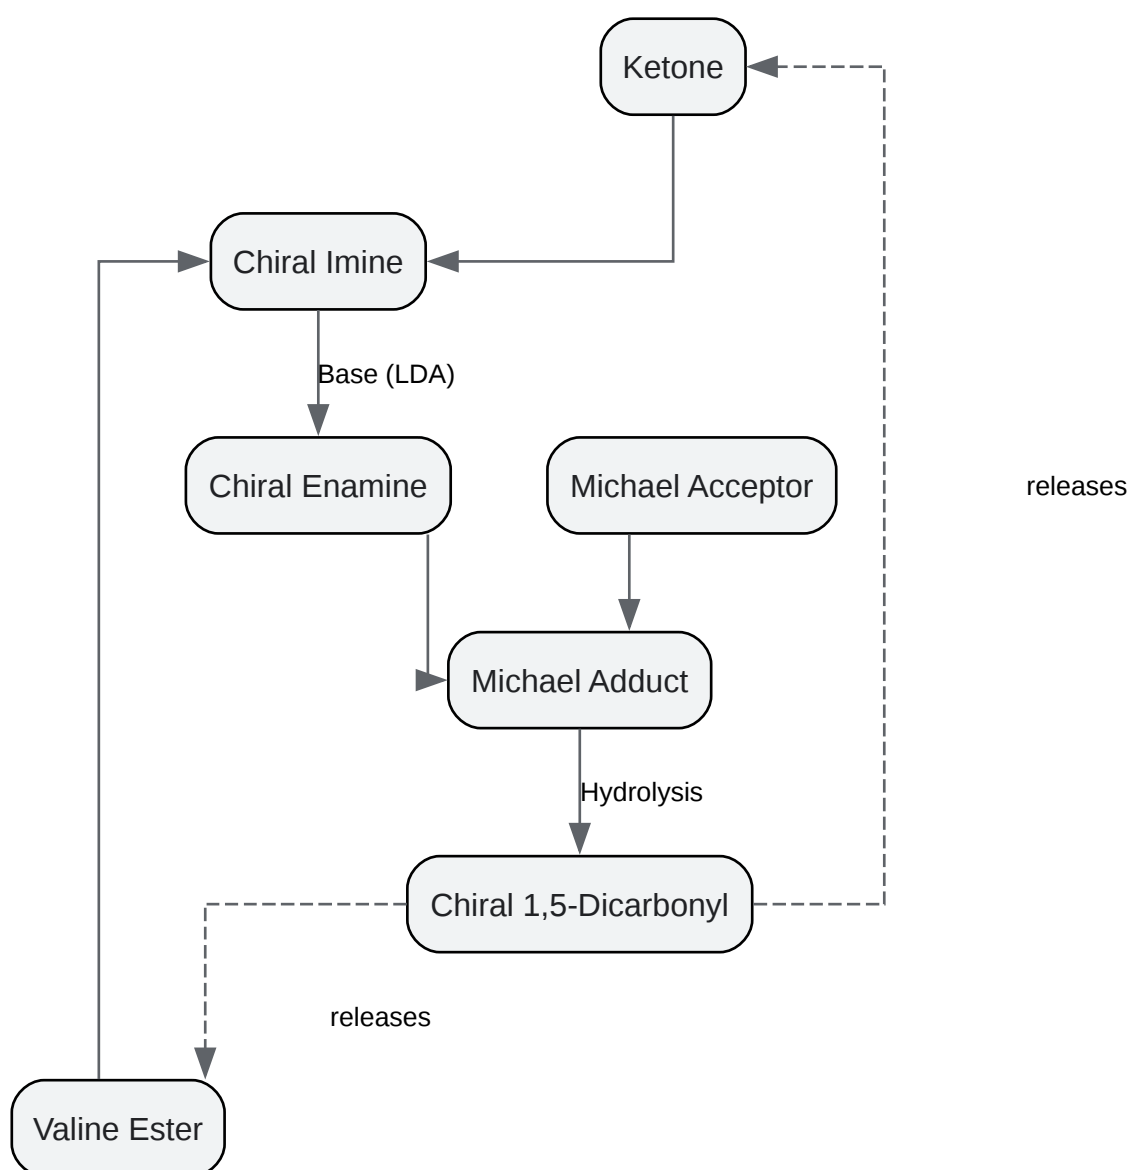 Ketone
Chiral Imine
Base (LDA)
Chiral Enamine
Michael Acceptor
releases
Michael Adduct
Hydrolysis
Chiral 1,5-Dicarbonyl
releases
Valine Ester